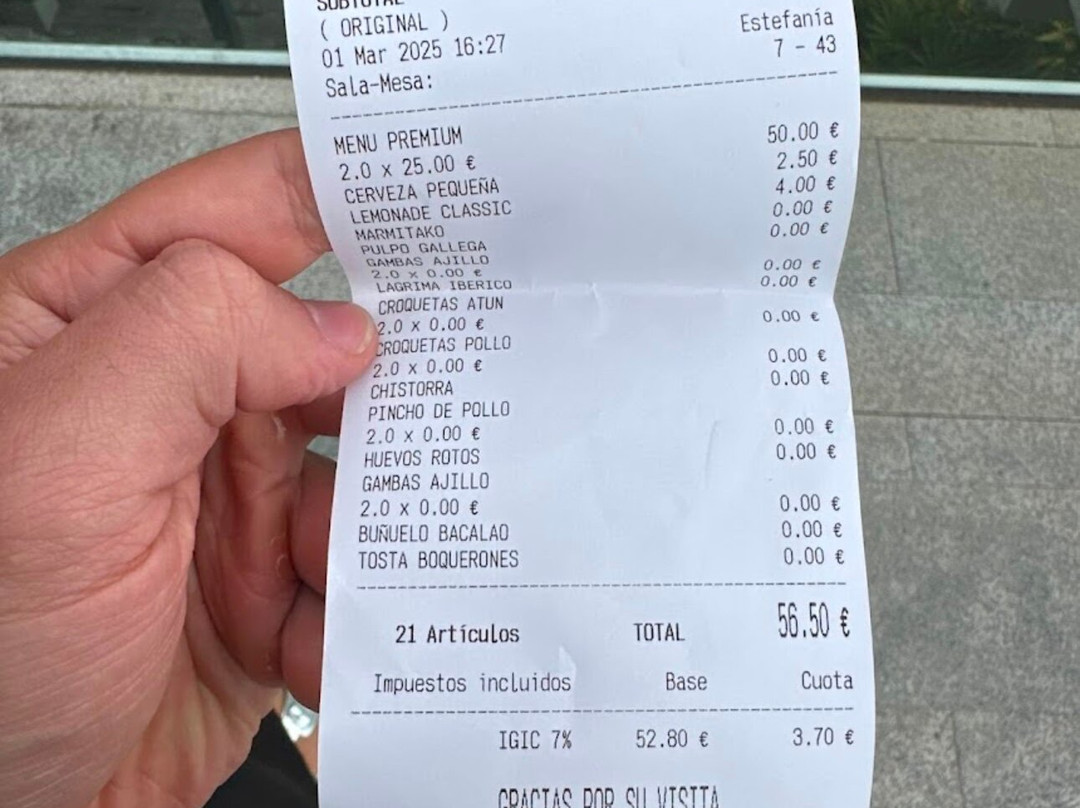 SUBTOTAL
( ORIGINAL ) Estefanía
01 Mar 2025 16:27 7 - 43
Sala-Mesa:
MENU PREMIUM
2.0 x 25.00 € 50.00 €
CERVEZA PEQUEÑA 2.50 €
LEMONADE CLASSIC 4.00 €
MARMITAKO 0.00 €
PULPO GALLEGA 0.00 €
GAMBAS AJILLO
2.0 x 0.00 € 0.00 €
LAGRIMA IBERICO 0.00 €
CROQUETAS ATUN
2.0 x 0.00 € 0.00 €
CROQUETAS POLLO
2.0 x 0.00 € 0.00 €
CHISTORRA 0.00 €
PINCHO DE POLLO
2.0 x 0.00 € 0.00 €
HUEVOS ROTOS 0.00 €
GAMBAS AJILLO
2.0 x 0.00 € 0.00 €
BUÑUELO BACALAO 0.00 €
TOSTA BOQUERONES 0.00 €
21 Artículos TOTAL 56.50 €
Impuestos incluidos Base Cuota
IGIC 7% 52.80 € 3.70 €
GRACIAS POR SU VISITA